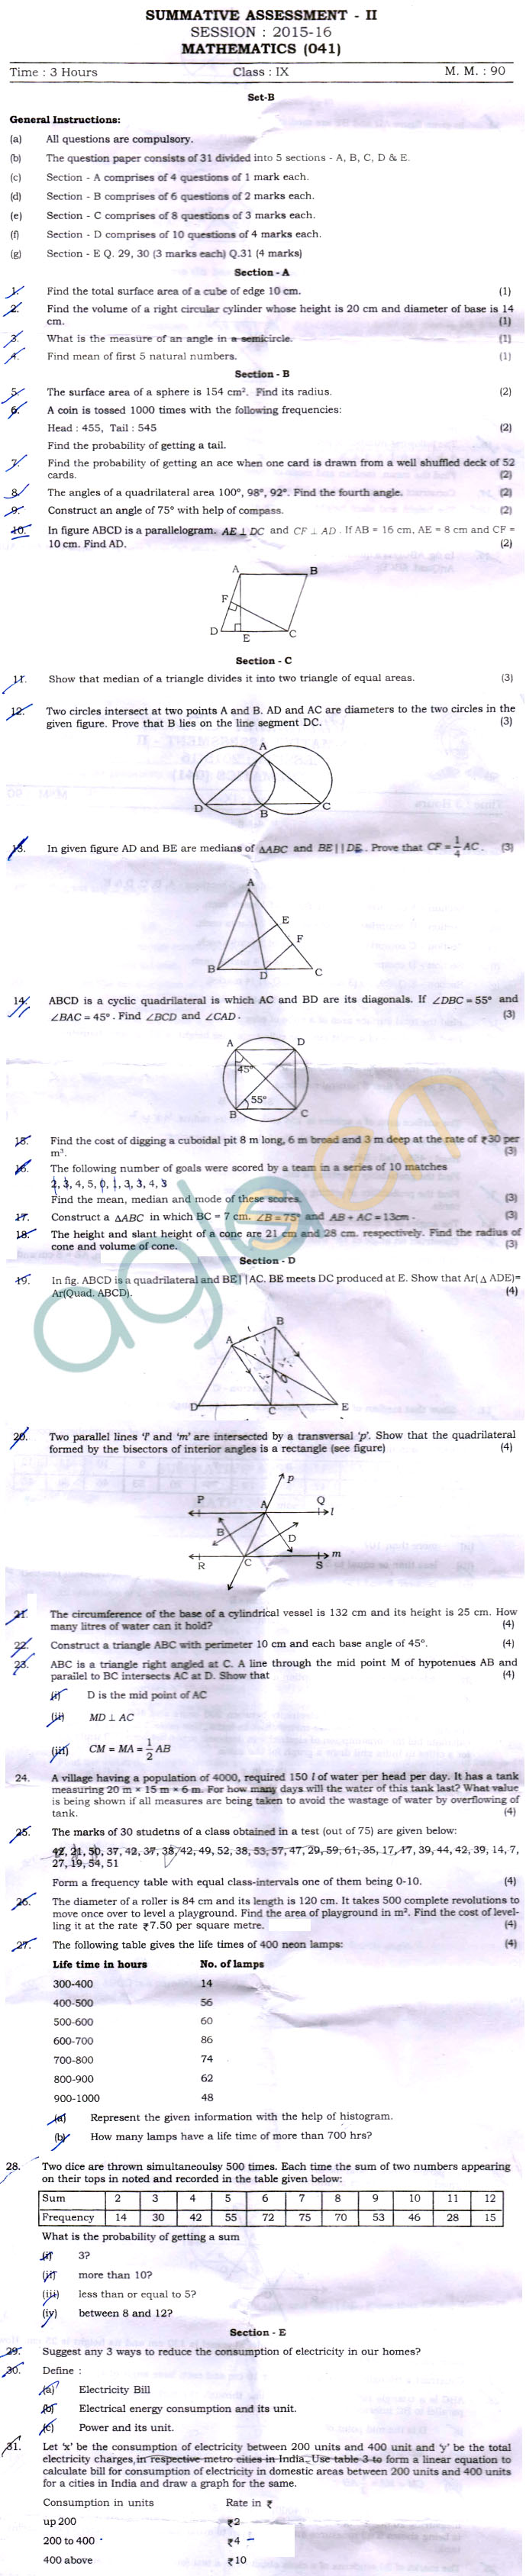 SUMMATIVE ASSESSMENT - II
SESSION : 2015-16
MATHEMATICS (041)
Time : 3 Hours Class : IX M. M. : 90
Set-B
General Instructions:
(a) All questions are compulsory.
(b) The question paper consists of 31 divided into 5 sections - A, B, C, D & E.
(c) Section - A comprises of 4 questions of 1 mark each.
(d) Section - B comprises of 6 questions of 2 marks each.
(e) Section - C comprises of 8 questions of 3 marks each.
(f) Section - D comprises of 10 questions of 4 marks each.
(g) Section - E Q. 29, 30 (3 marks each) Q.31 (4 marks)
Section - A
1. Find the total surface area of a cube of edge 10 cm. (1)
2. Find the volume of a right circular cylinder whose height is 20 cm and diameter of base is 14
cm. (1)
3. What is the measure of an angle in a semicircle. (1)
4. Find mean of first 5 natural numbers. (1)
Section - B
5. The surface area of a sphere is 154 cm². Find its radius. (2)
6. A coin is tossed 1000 times with the following frequencies:
Head : 455, Tail : 545 (2)
Find the probability of getting a tail.
7. Find the probability of getting an ace when one card is drawn from a well shuffled deck of 52
cards. (2)
8. The angles of a quadrilateral area 100°, 98°, 92°. Find the fourth angle. (2)
9. Construct an angle of 75° with help of compass. (2)
10. In figure ABCD is a parallelogram. AE ⊥ DC and CF ⊥ AD . If AB = 16 cm, AE = 8 cm and CF =
10 cm. Find AD. (2)
A B
F
D E C
Section - C
11. Show that median of a triangle divides it into two triangle of equal areas. (3)
12. Two circles intersect at two points A and B. AD and AC are diameters to the two circles in the
given figure. Prove that B lies on the line segment DC. (3)
A
D B C
13. In given figure AD and BE are medians of ΔABC and BE||DE . Prove that CF = 1/4 AC . (3)
A
E
F
B D C
14. ABCD is a cyclic quadrilateral is which AC and BD are its diagonals. If ∠DBC = 55° and
∠BAC = 45° . Find ∠BCD and ∠CAD . (3)
A D
45°
55°
B C
15. Find the cost of digging a cuboidal pit 8 m long, 6 m broad and 3 m deep at the rate of ₹30 per
m³. (3)
16. The following number of goals were scored by a team in a series of 10 matches
2, 3, 4, 5, 0, 1, 3, 3, 4, 3
Find the mean, median and mode of these scores. (3)
17. Construct a ΔABC in which BC = 7 cm. ∠B = 75° and AB + AC = 13cm . (3)
18. The height and slant height of a cone are 21 cm and 28 cm. respectively. Find the radius of
cone and volume of cone. (3)
Section - D
19. In fig. ABCD is a quadrilateral and BE||AC. BE meets DC produced at E. Show that Ar(Δ ADE)=
Ar(Quad. ABCD). (4)
B
A
D C E
20. Two parallel lines 'l' and 'm' are intersected by a transversal 'p'. Show that the quadrilateral
formed by the bisectors of interior angles is a rectangle (see figure) (4)
p
P A Q l
B D
R C S m
21. The circumference of the base of a cylindrical vessel is 132 cm and its height is 25 cm. How
many litres of water can it hold? (4)
22. Construct a triangle ABC with perimeter 10 cm and each base angle of 45°. (4)
23. ABC is a triangle right angled at C. A line through the mid point M of hypotenues AB and
parailel to BC intersects AC at D. Show that (4)
(i) D is the mid point of AC
(ii) MD ⊥ AC
(iii) CM = MA = 1/2 AB
24. A village having a population of 4000, required 150 l of water per head per day. It has a tank
measuring 20 m × 15 m × 6 m. For how many days will the water of this tank last? What value
is being shown if all measures are being taken to avoid the wastage of water by overflowing of
tank. (4)
25. The marks of 30 studetns of a class obtained in a test (out of 75) are given below:
42, 21, 50, 37, 42, 37, 38, 42, 49, 52, 38, 53, 57, 47, 29, 59, 61, 35, 17, 17, 39, 44, 42, 39, 14, 7,
27, 19, 54, 51
Form a frequency table with equal class-intervals one of them being 0-10. (4)
26. The diameter of a roller is 84 cm and its length is 120 cm. It takes 500 complete revolutions to
move once over to level a playground. Find the area of playground in m². Find the cost of level-
ling it at the rate ₹7.50 per square metre. (4)
27. The following table gives the life times of 400 neon lamps: (4)
Life time in hours No. of lamps
300-400 14
400-500 56
500-600 60
600-700 86
700-800 74
800-900 62
900-1000 48
(a) Represent the given information with the help of histogram.
(b) How many lamps have a life time of more than 700 hrs?
28. Two dice are thrown simultaneoulsy 500 times. Each time the sum of two numbers appearing
on their tops in noted and recorded in the table given below:
Sum 2 3 4 5 6 7 8 9 10 11 12
Frequency 14 30 42 55 72 75 70 53 46 28 15
What is the probability of getting a sum
(i) 3?
(ii) more than 10?
(iii) less than or equal to 5?
(iv) between 8 and 12?
Section - E
29. Suggest any 3 ways to reduce the consumption of electricity in our homes?
30. Define :
(a) Electricity Bill
(b) Electrical energy consumption and its unit.
(c) Power and its unit.
31. Let 'x' be the consumption of electricity between 200 units and 400 unit and 'y' be the total
electricity charges, in respective metro cities in India. Use table 3 to form a linear equation to
calculate bill for consumption of electricity in domestic areas between 200 units and 400 units
for a cities in India and draw a graph for the same.
Consumption in units Rate in ₹
up 200 ₹2
200 to 400 ₹4
400 above ₹10